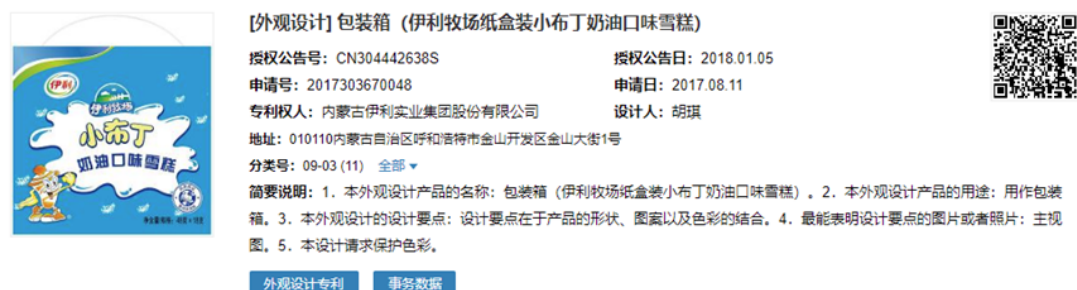 [外观设计] 包装箱（伊利牧场纸盒装小布丁奶油口味雪糕）
授权公告号：CN304442638S
授权公告日：2018.01.05
申请号：2017303670048
申请日：2017.08.11
专利权人：内蒙古伊利实业集团股份有限公司
设计人：胡琪
地址：010110内蒙古自治区呼和浩特市金山开发区金山大街1号
分类号：09-03 (11) 全部
简要说明：1．本外观设计产品的名称：包装箱（伊利牧场纸盒装小布丁奶油口味雪糕）。2．本外观设计产品的用途：用作包装
箱。3．本外观设计的设计要点：设计要点在于产品的形状、图案以及色彩的结合。4．最能表明设计要点的图片或者照片：主视
图。5．本设计请求保护色彩。
外观设计专利
事务数据
伊利
伊利牧场
小布丁
奶油口味雪糕